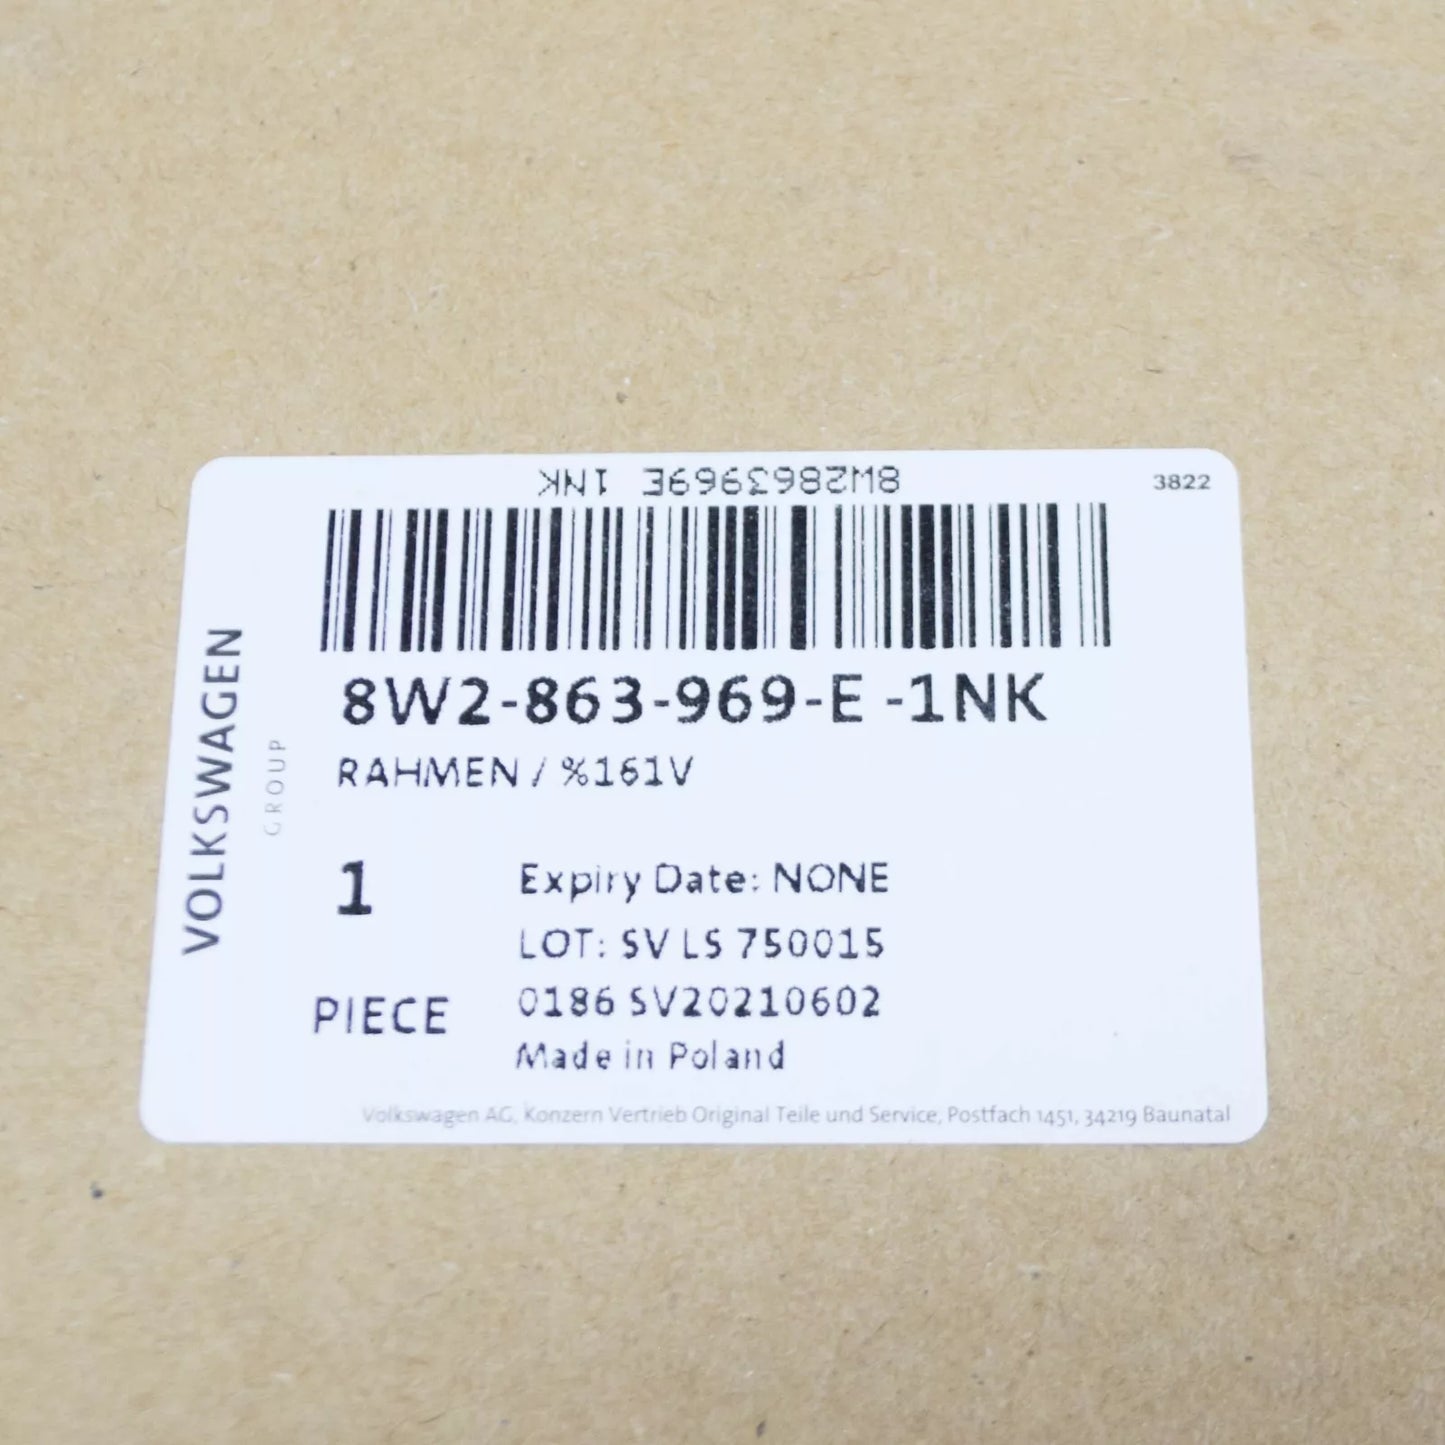 8W2863969E 1NK
3822
8W2-863-969-E -1NK
RAHMEN / %161V
VOLKSWAGEN
GROUP
1
PIECE
Expiry Date: NONE
LOT: SV LS 750015
0186 SV20210602
Made in Poland
Volkswagen AG, Konzern Vertrieb Original Teile und Service, Postfach 1451, 34219 Baunatal